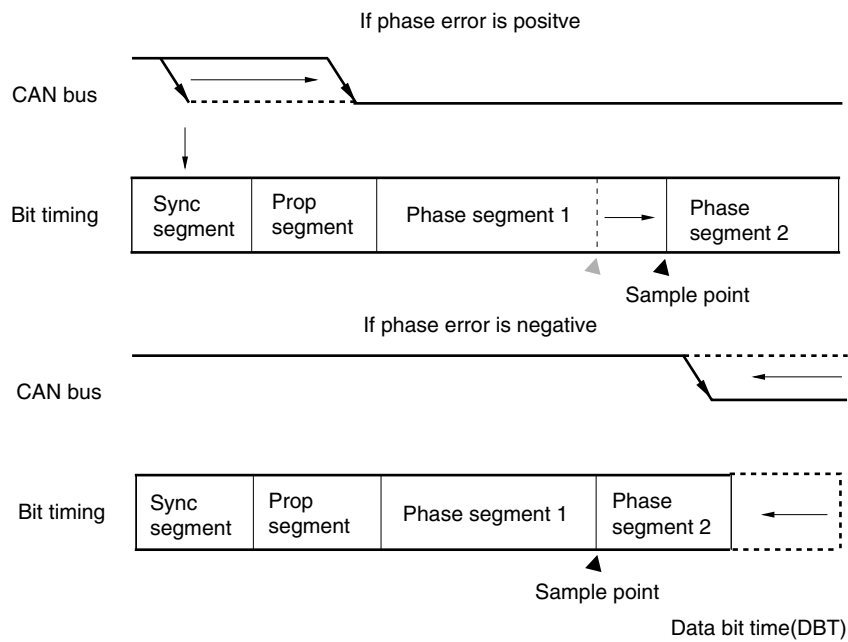 If phase error is positve
CAN bus
Bit timing
Sync
segment
Prop
segment
Phase segment 1
Phase
segment 2
Sample point
If phase error is negative
CAN bus
Bit timing
Sync
segment
Prop
segment
Phase segment 1
Phase
segment 2
Sample point
Data bit time(DBT)